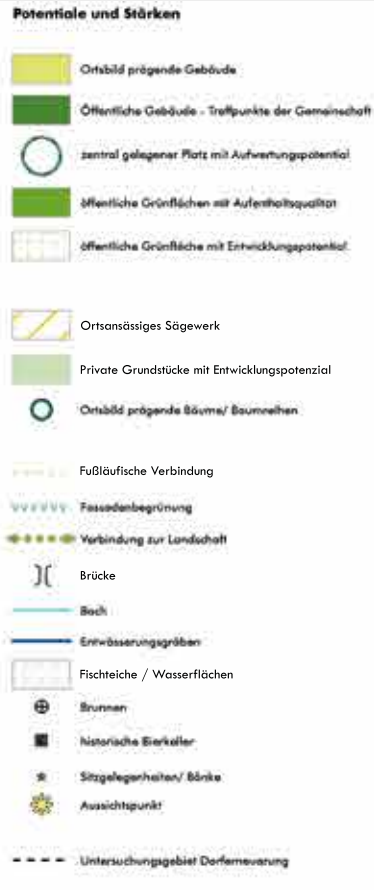 Potentiale und Stärken
Ortsbild prägende Gebäude
Öffentliche Gebäude - Treffpunkte der Gemeinschaft
zentral gelegener Platz mit Aufwertungspotential
öffentliche Grünflächen mit Aufenthaltsqualität
öffentliche Grünfläche mit Entwicklungspotential
Ortsansässiges Sägewerk
Private Grundstücke mit Entwicklungspotenzial
Ortsbild prägende Bäume/ Baumreihen
Fußläufische Verbindung
Fassadenbegrünung
Verbindung zur Landschaft
Brücke
Bach
Entwässerungsgräben
Fischteiche / Wasserflächen
Brunnen
historische Bierkeller
Sitzgelegenheiten/ Bänke
Aussichtspunkt
Untersuchungsgebiet Dorferneuerung